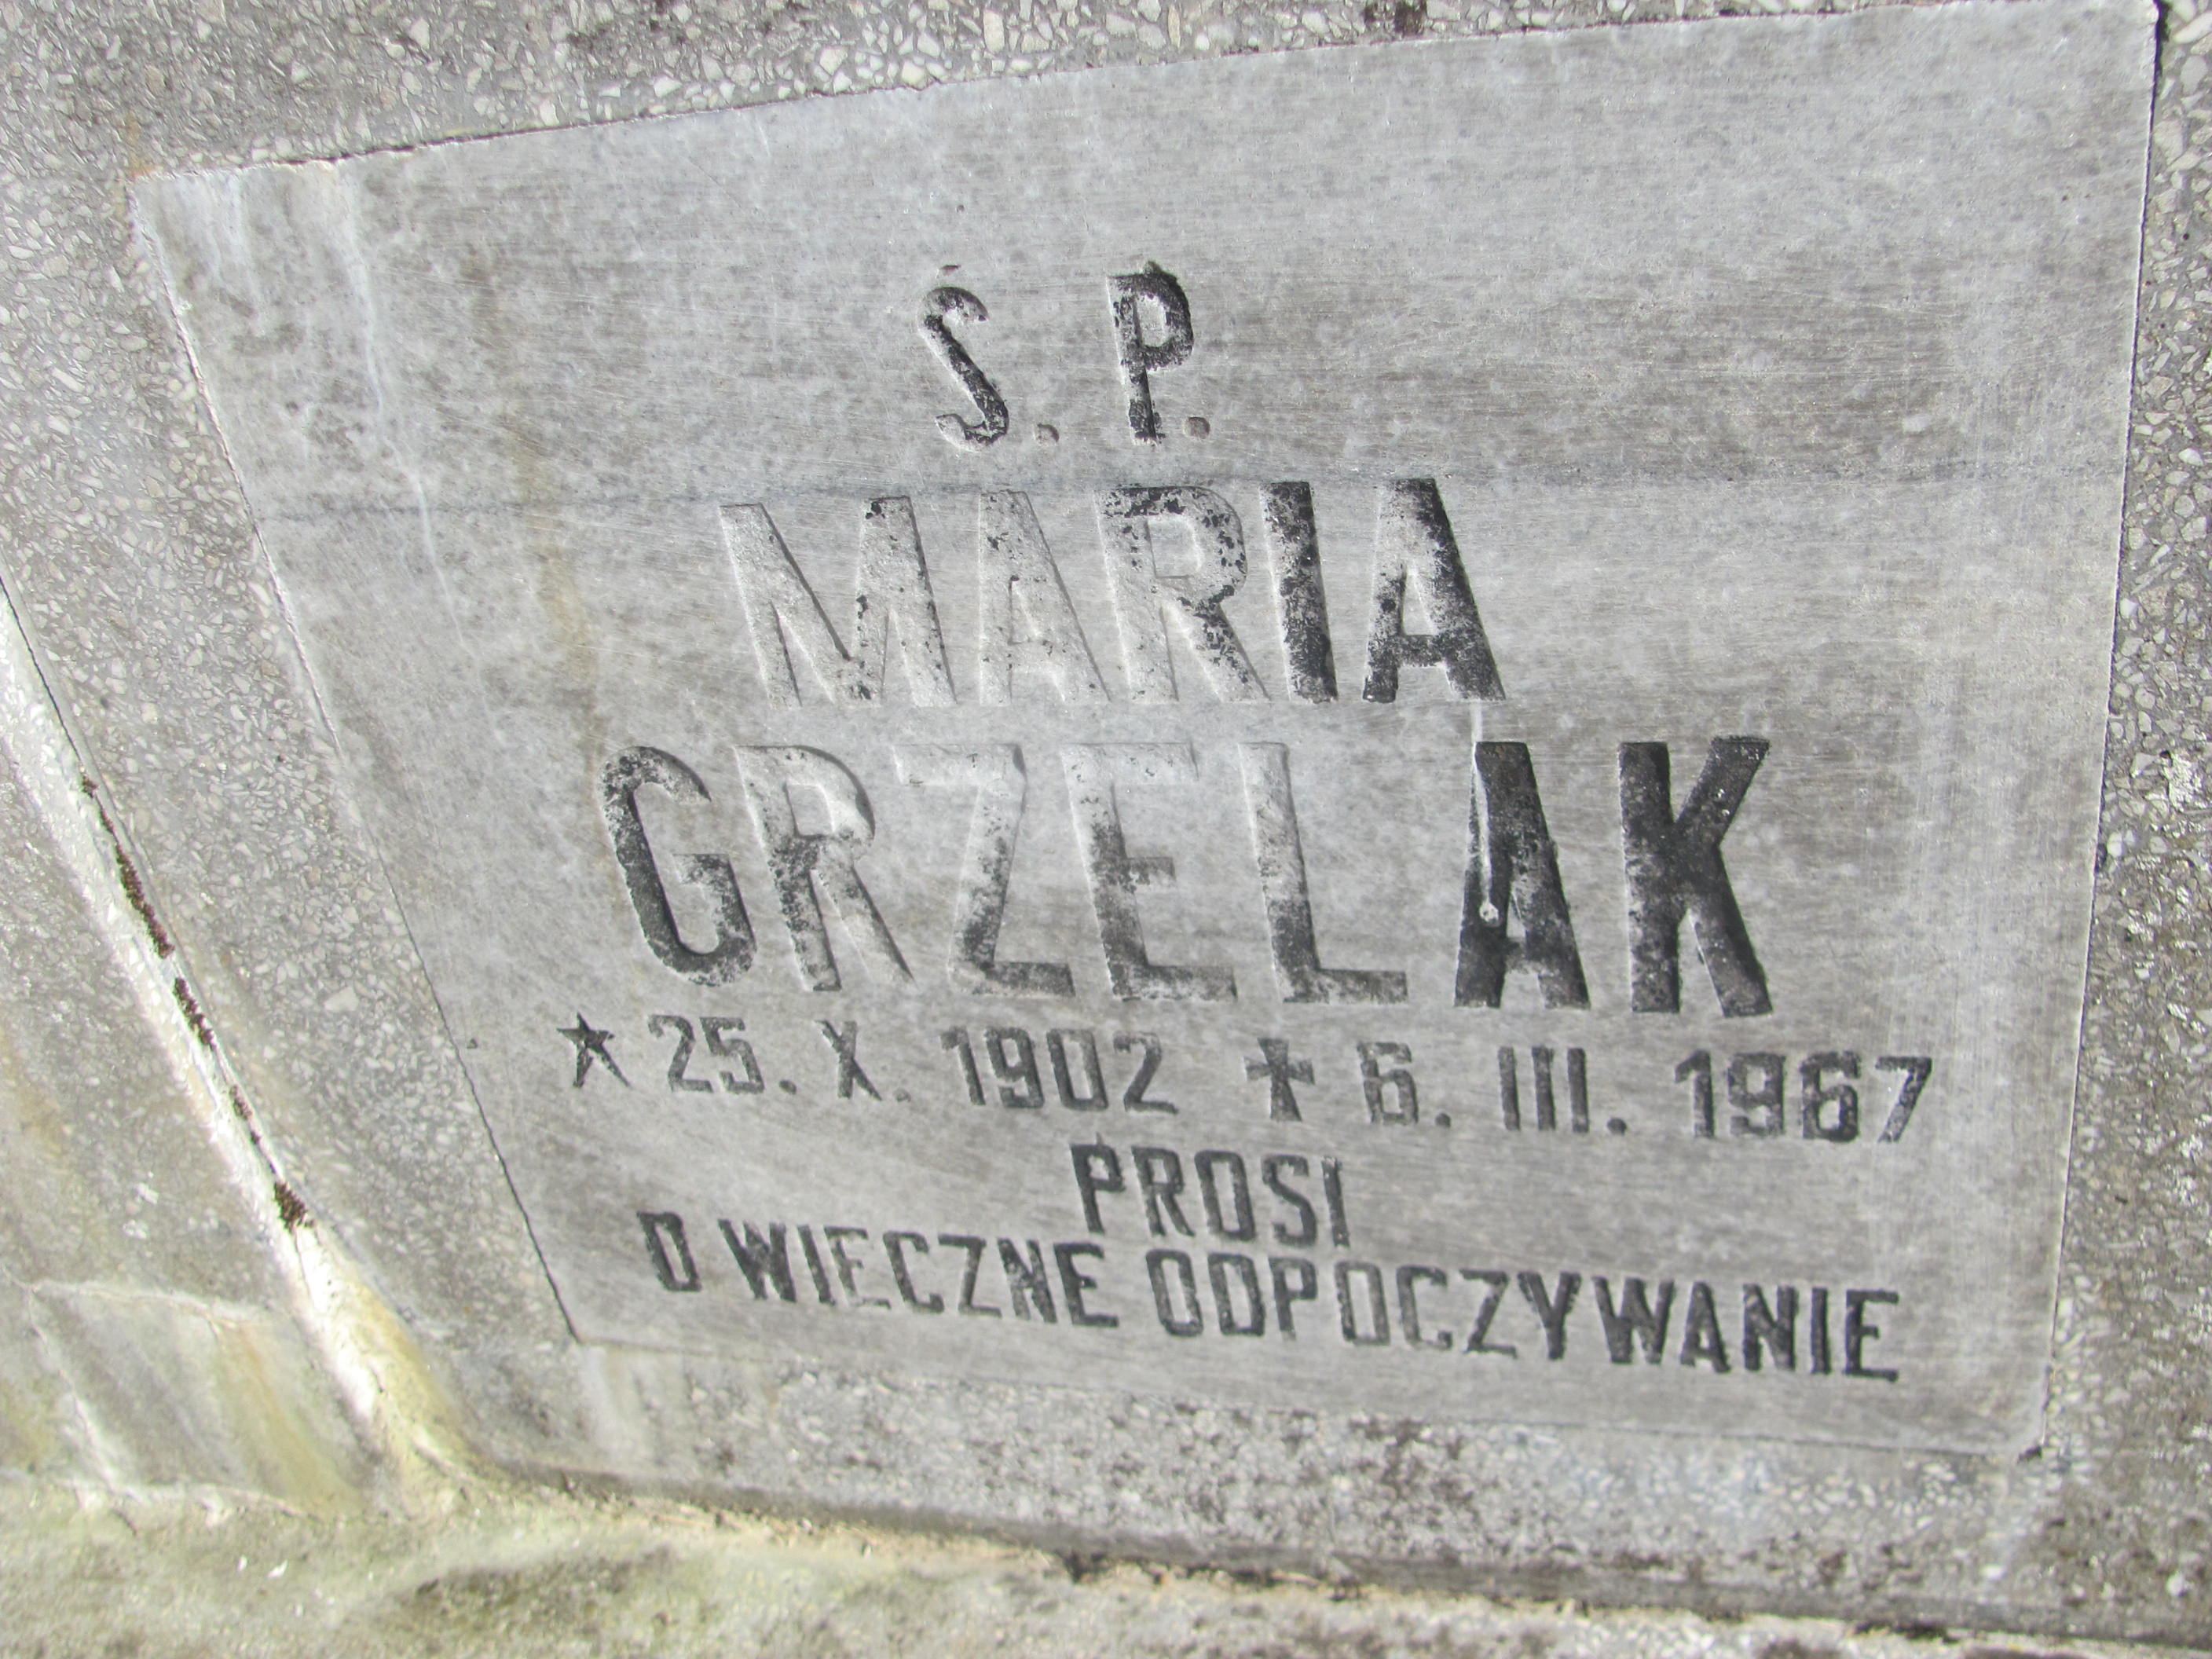 Ś. P.
MARIA
GRZELAK
★ 25. X. 1902 ✝ 6. III. 1967
PROSI
O WIECZNE ODPOCZYWANIE